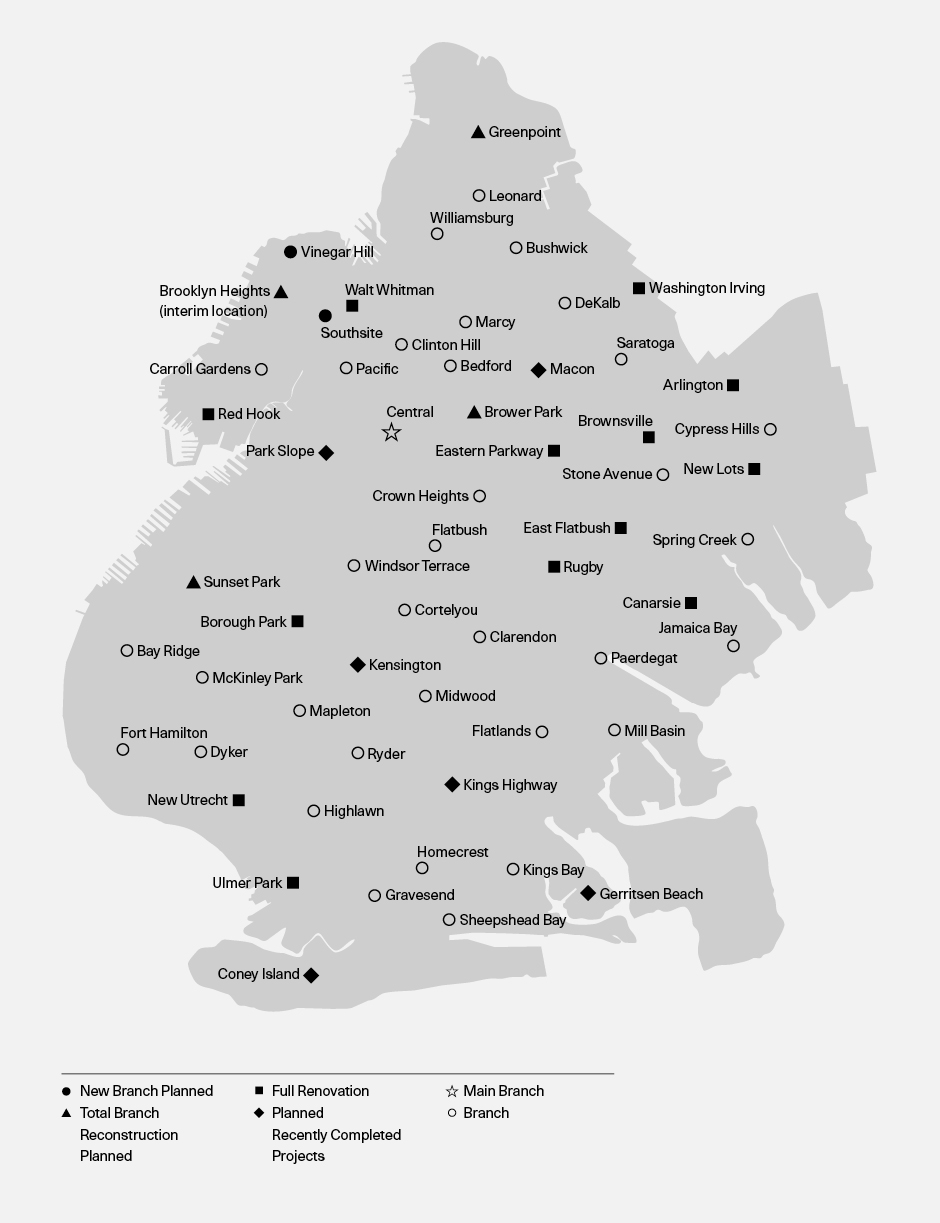 Greenpoint
Leonard
Williamsburg
Bushwick
Vinegar Hill
Brooklyn Heights
(interim location)
Walt Whitman
Washington Irving
DeKalb
Marcy
Southsite
Clinton Hill
Saratoga
Carroll Gardens
Pacific
Bedford
Macon
Arlington
Red Hook
Central
Brower Park
Brownsville
Cypress Hills
Park Slope
Eastern Parkway
Stone Avenue
New Lots
Crown Heights
Flatbush
East Flatbush
Spring Creek
Windsor Terrace
Rugby
Sunset Park
Canarsie
Cortelyou
Borough Park
Jamaica Bay
Clarendon
Bay Ridge
Paerdegat
Kensington
McKinley Park
Midwood
Mapleton
Fort Hamilton
Flatlands
Mill Basin
Dyker
Ryder
Kings Highway
New Utrecht
Highlawn
Homecrest
Kings Bay
Ulmer Park
Gravesend
Gerritsen Beach
Sheepshead Bay
Coney Island
New Branch Planned
Total Branch
Reconstruction
Planned
Full Renovation
Planned
Recently Completed
Projects
Main Branch
Branch